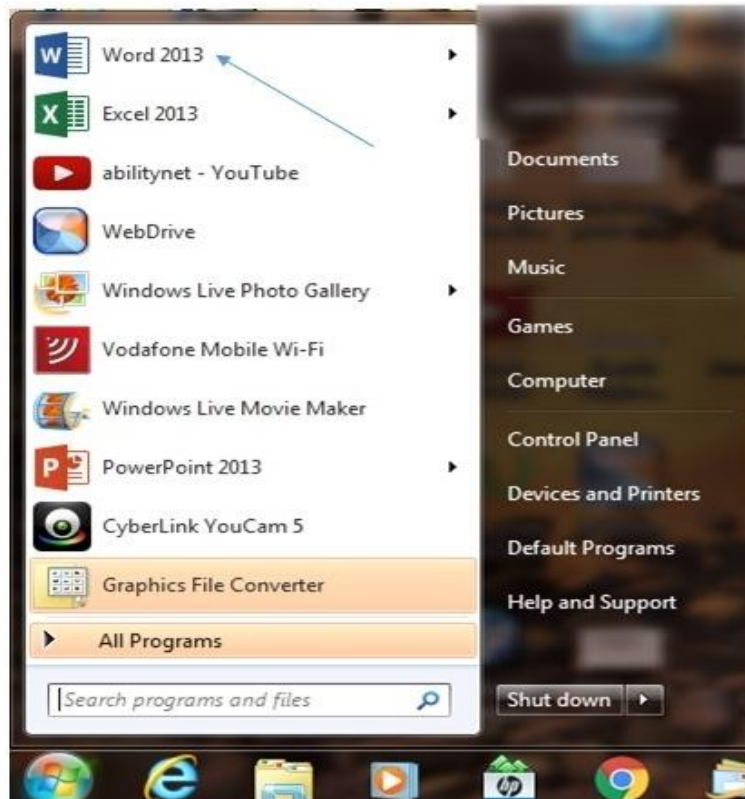 Word 2013
Excel 2013
abilitynet - YouTube
WebDrive
Windows Live Photo Gallery
Vodafone Mobile Wi-Fi
Windows Live Movie Maker
PowerPoint 2013
CyberLink YouCam 5
Graphics File Converter
All Programs
Search programs and files
Documents
Pictures
Music
Games
Computer
Control Panel
Devices and Printers
Default Programs
Help and Support
Shut down
hp